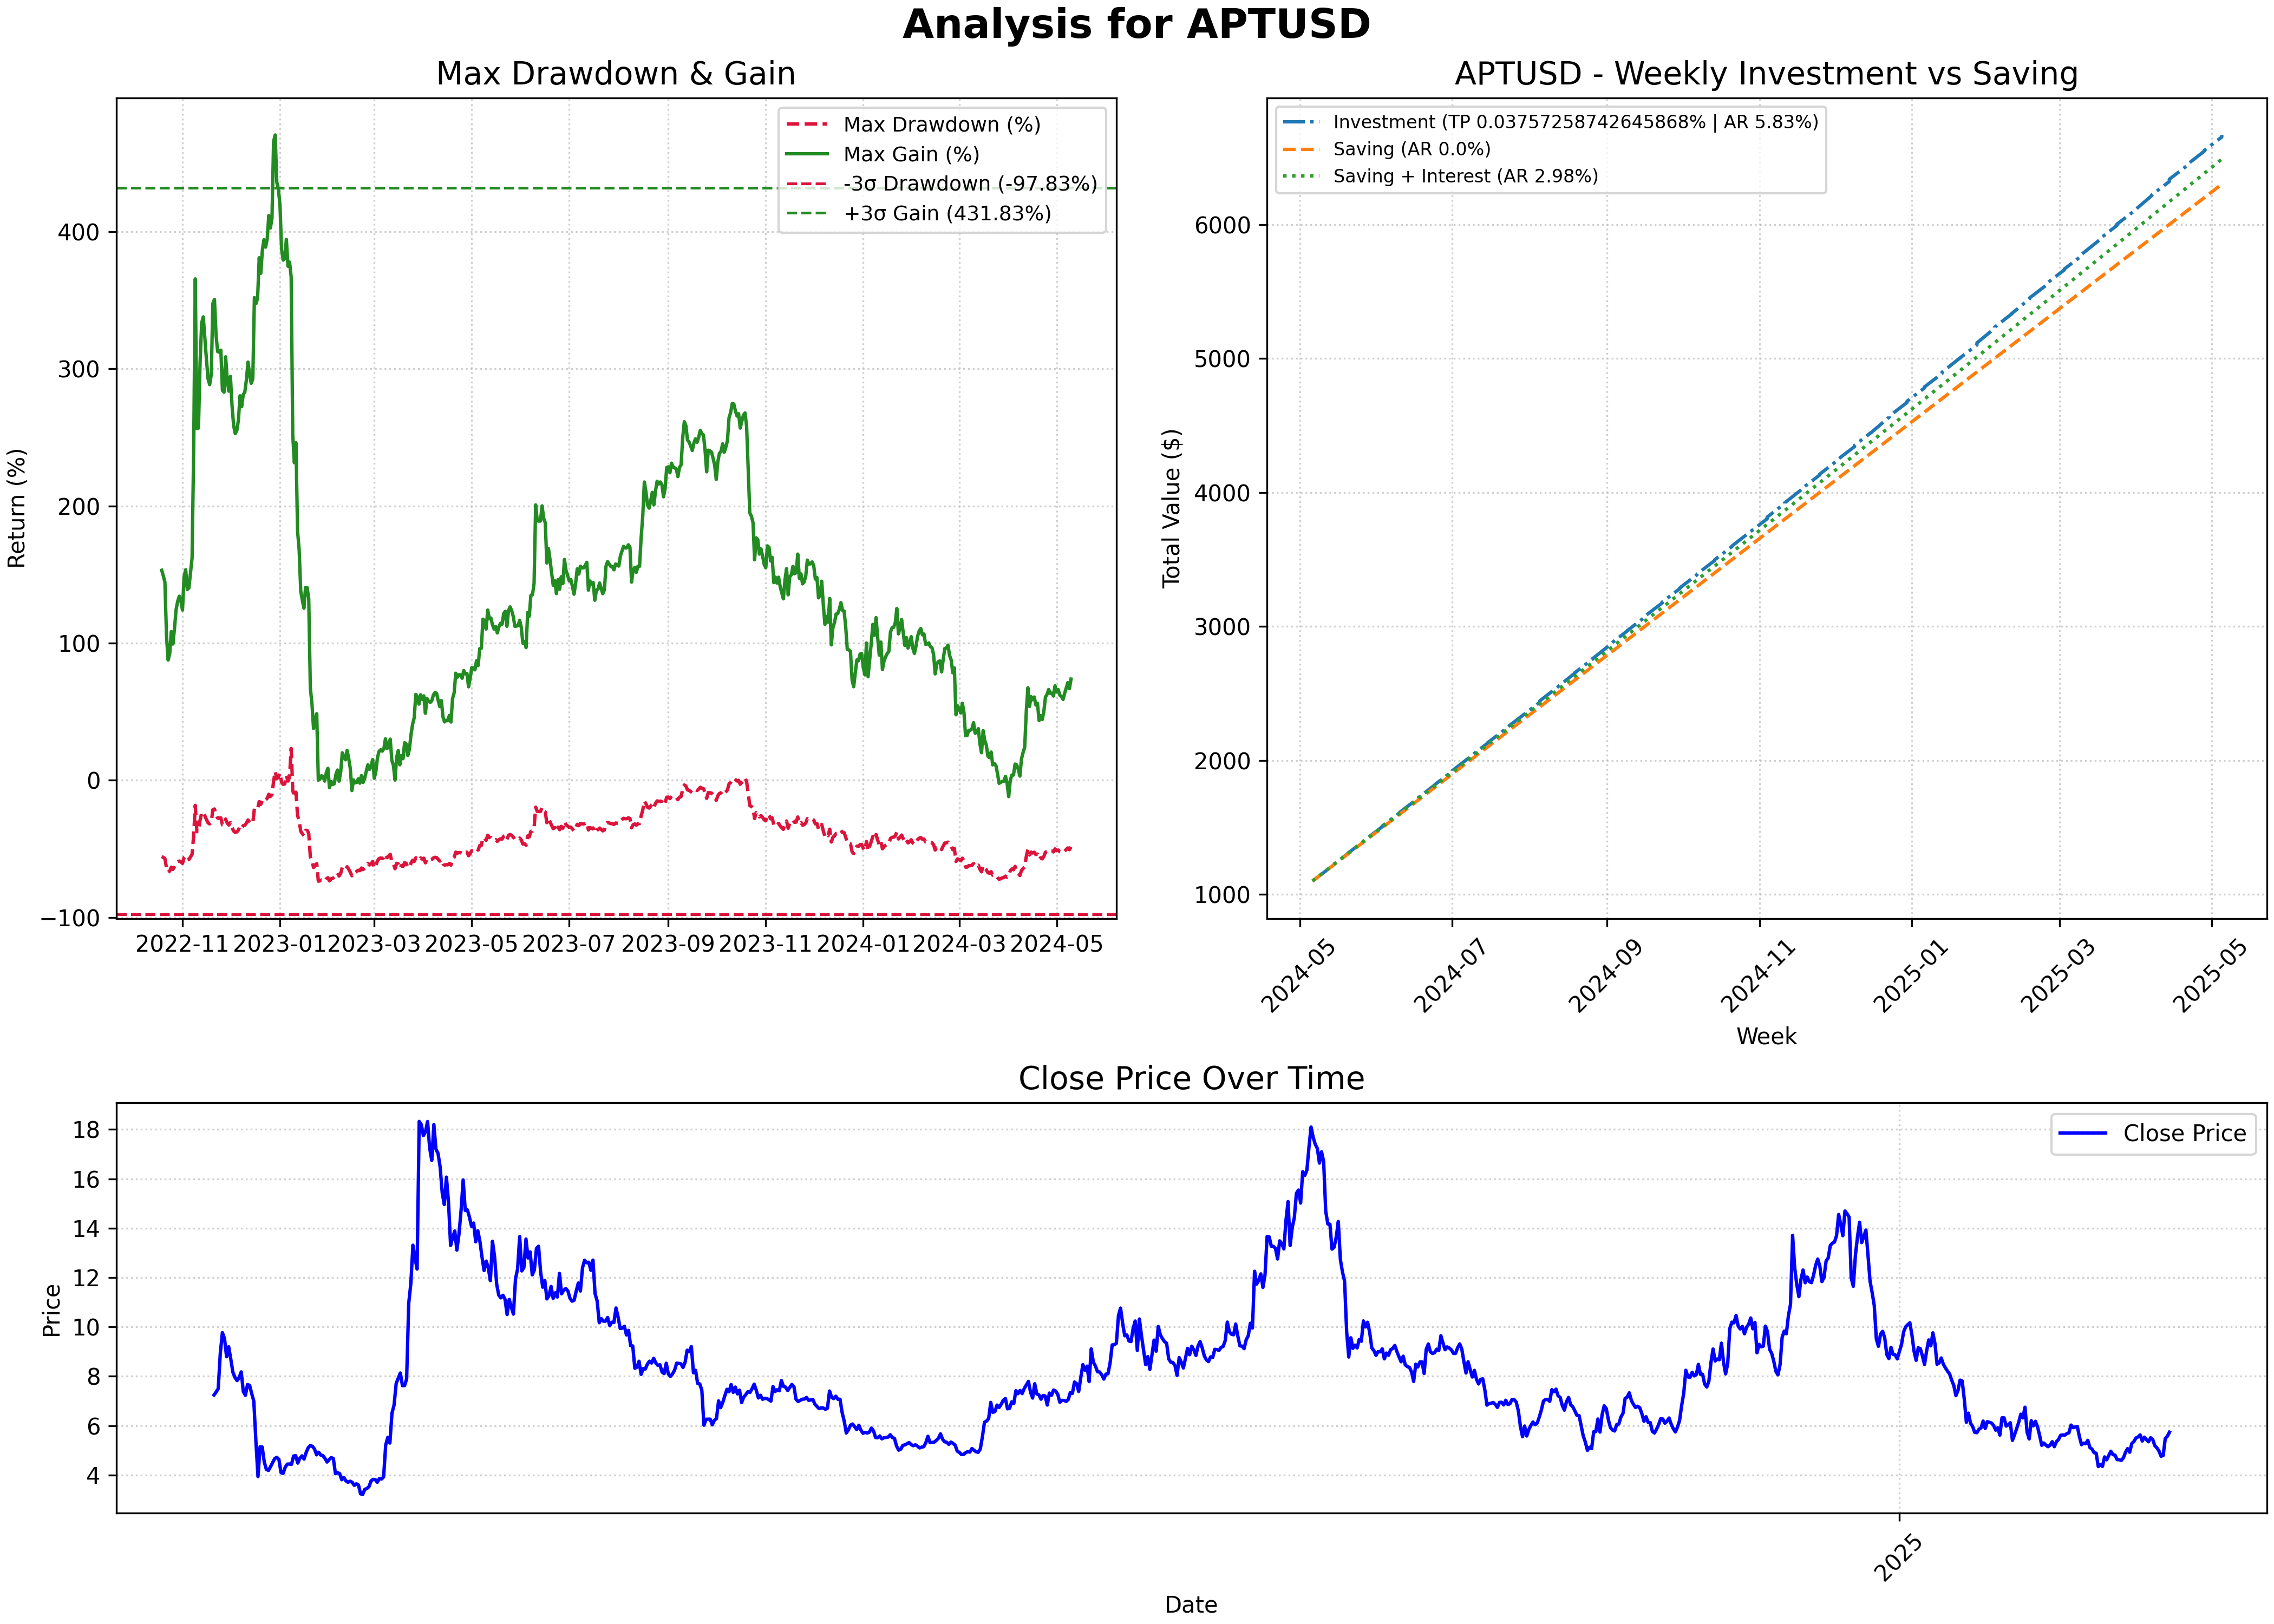 Analysis for APTUSD
Max Drawdown & Gain
Return (%)
400
300
200
100
0
−100
Max Drawdown (%)
Max Gain (%)
-3σ Drawdown (-97.83%)
+3σ Gain (431.83%)
2022-11
2023-01
2023-03
2023-05
2023-07
2023-09
2023-11
2024-01
2024-03
2024-05
APTUSD - Weekly Investment vs Saving
Total Value ($)
6000
5000
4000
3000
2000
1000
Investment (TP 0.03757258742645868% | AR 5.83%)
Saving (AR 0.0%)
Saving + Interest (AR 2.98%)
2024-05
2024-07
2024-09
2024-11
2025-01
2025-03
2025-05
Week
Close Price Over Time
Price
18
16
14
12
10
8
6
4
Close Price
2025
Date